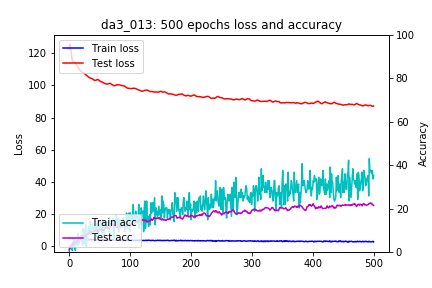 da3_013: 500 epochs loss and accuracy
Train loss
Test loss
Train acc
Test acc
Loss
120
100
80
60
40
20
0
Accuracy
100
80
60
40
20
0
0
100
200
300
400
500